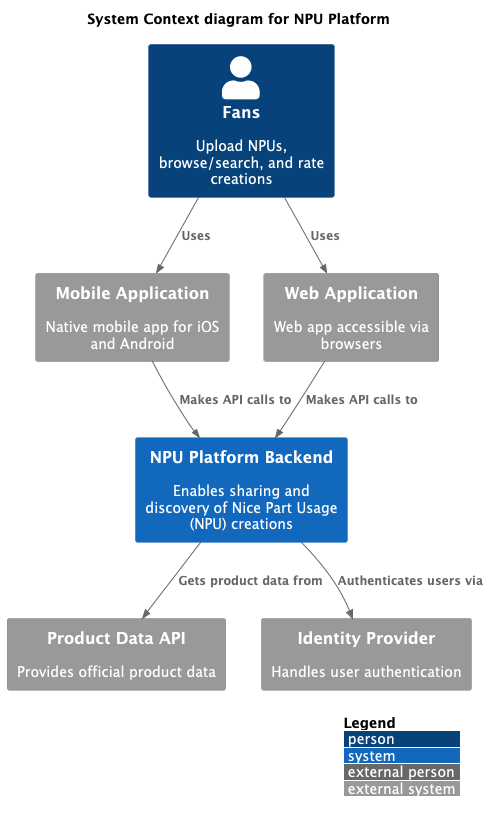 System Context diagram for NPU Platform
Fans
Upload NPUs,
browse/search, and rate
creations
Uses
Uses
Mobile Application
Native mobile app for iOS
and Android
Web Application
Web app accessible via
browsers
Makes API calls to
Makes API calls to
NPU Platform Backend
Enables sharing and
discovery of Nice Part Usage
(NPU) creations
Gets product data from
Authenticates users via
Product Data API
Provides official product data
Identity Provider
Handles user authentication
Legend
person
system
external person
external system